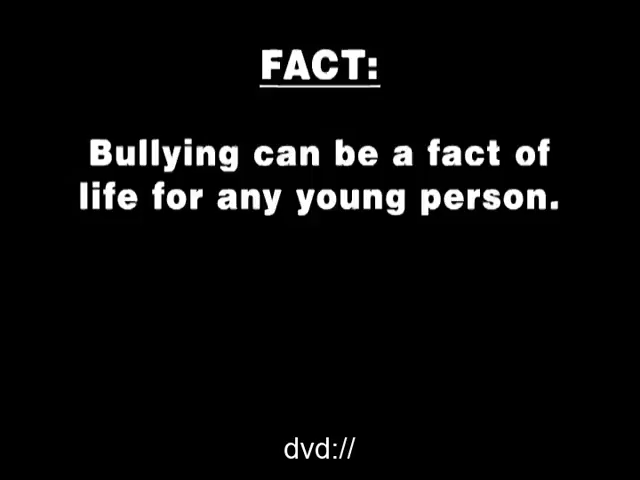 FACT:
Bullying can be a fact of
life for any young person.
dvd://